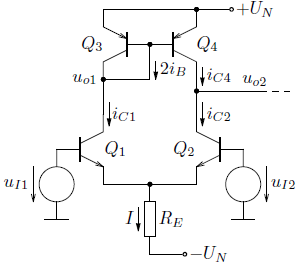 +U_N
Q_3
Q_4
2i_B
u_{o1}
i_{C4}
u_{o2}
i_{C1}
i_{C2}
Q_1
Q_2
u_{I1}
u_{I2}
I
R_E
−U_N